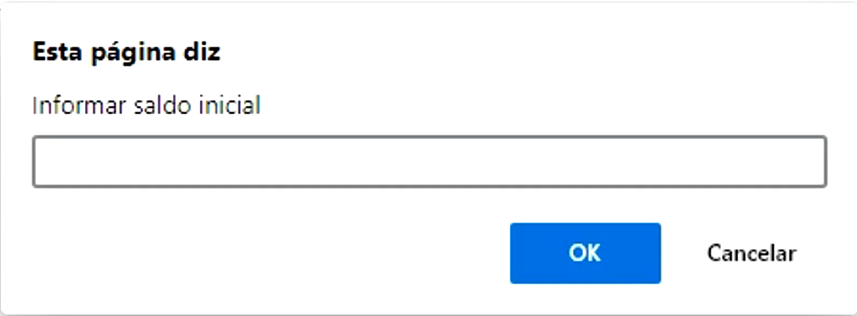 Esta página diz
Informar saldo inicial
OK
Cancelar